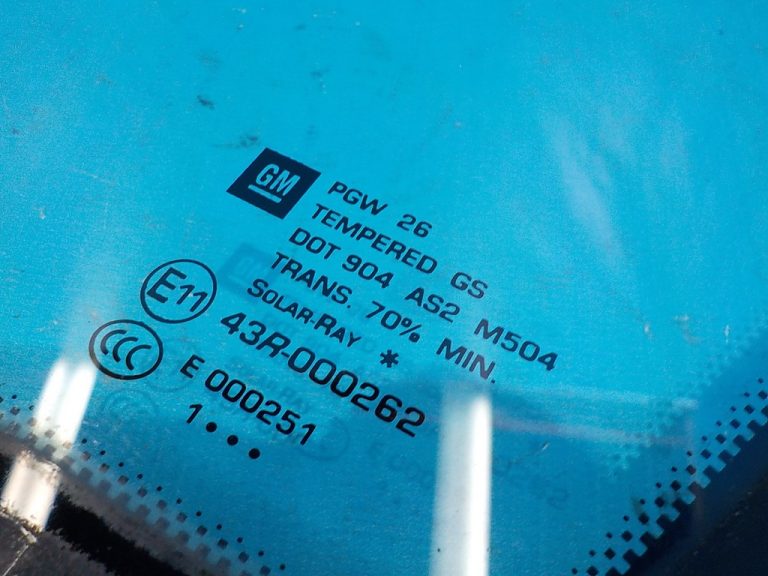 GM
PGW 26
TEMPERED GS
DOT 904 AS2 M504
TRANS. 70% MIN.
SOLAR-RAY *
E11
43R-000262
CCC
E 000251
1•••